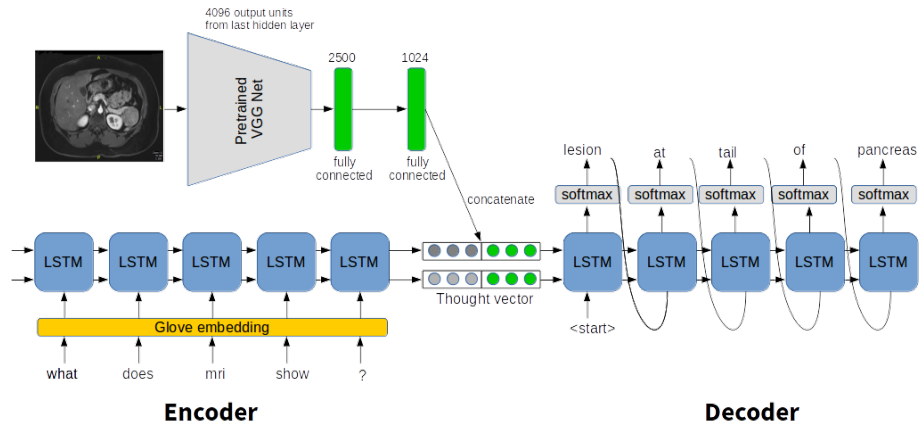 4096 output units
from last hidden layer
Pretrained
VGG Net
2500
1024
fully
connected
fully
connected
concatenate
lesion
at
tail
of
pancreas
softmax
softmax
softmax
softmax
softmax
LSTM
LSTM
LSTM
LSTM
LSTM
Thought vector
LSTM
LSTM
LSTM
LSTM
LSTM
<start>
Glove embedding
what
does
mri
show
?
Encoder
Decoder